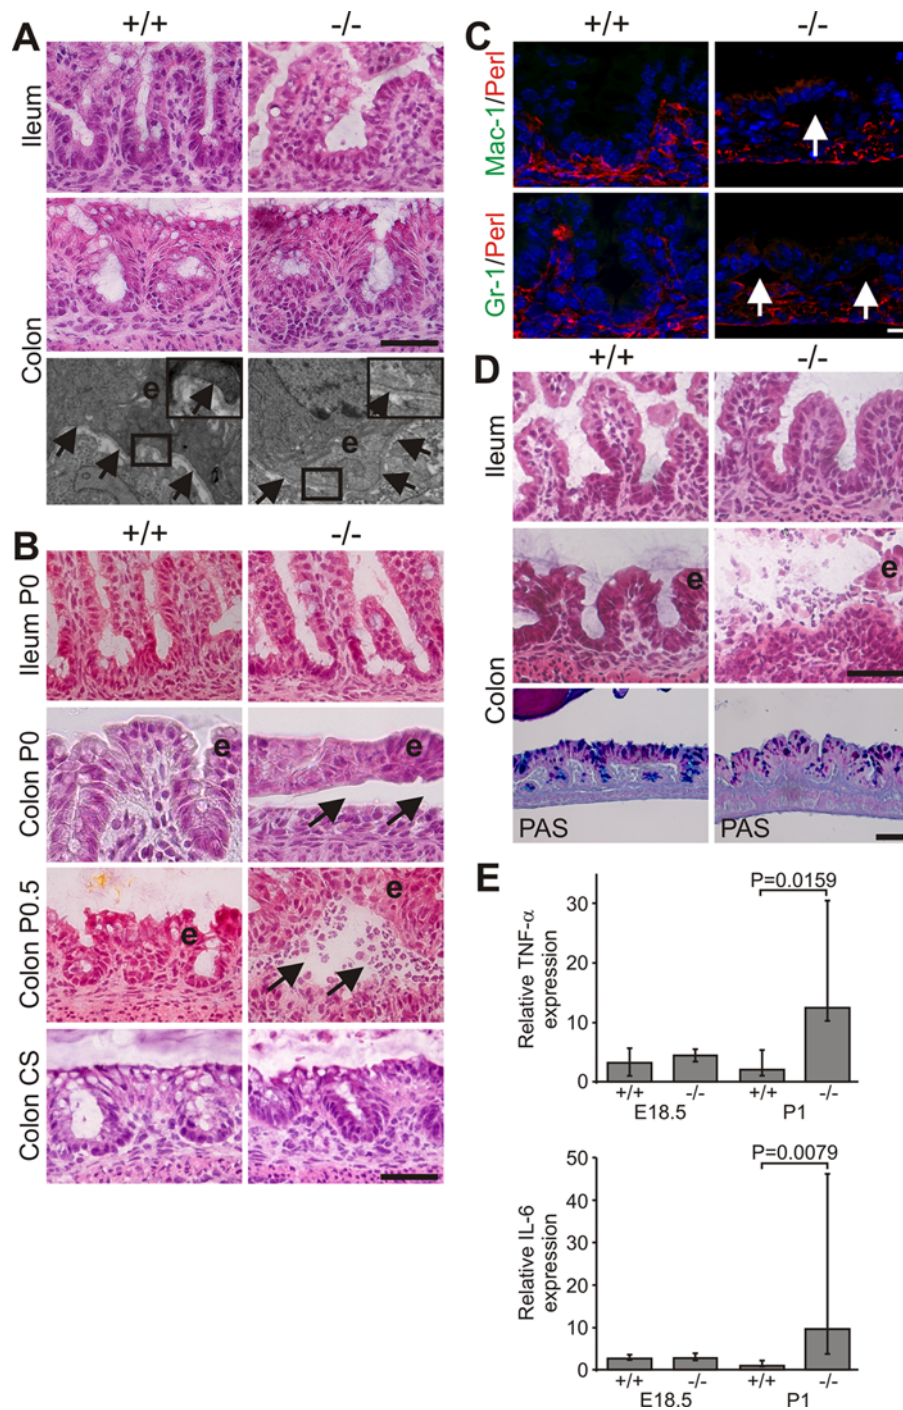 A
+/+
-/-
Ileum
Colon
e
e
B
+/+
-/-
Ileum P0
Colon P0
e
e
Colon P0.5
e
e
Colon CS
C
+/+
-/-
Mac-1/Perl
Gr-1/Perl
D
+/+
-/-
Ileum
Colon
e
e
PAS
PAS
E
P=0.0159
Relative TNF-α
expression
30
20
10
0
+/+
-/-
+/+
-/-
E18.5
P1
P=0.0079
Relative IL-6
expression
50
40
30
20
10
0
+/+
-/-
+/+
-/-
E18.5
P1